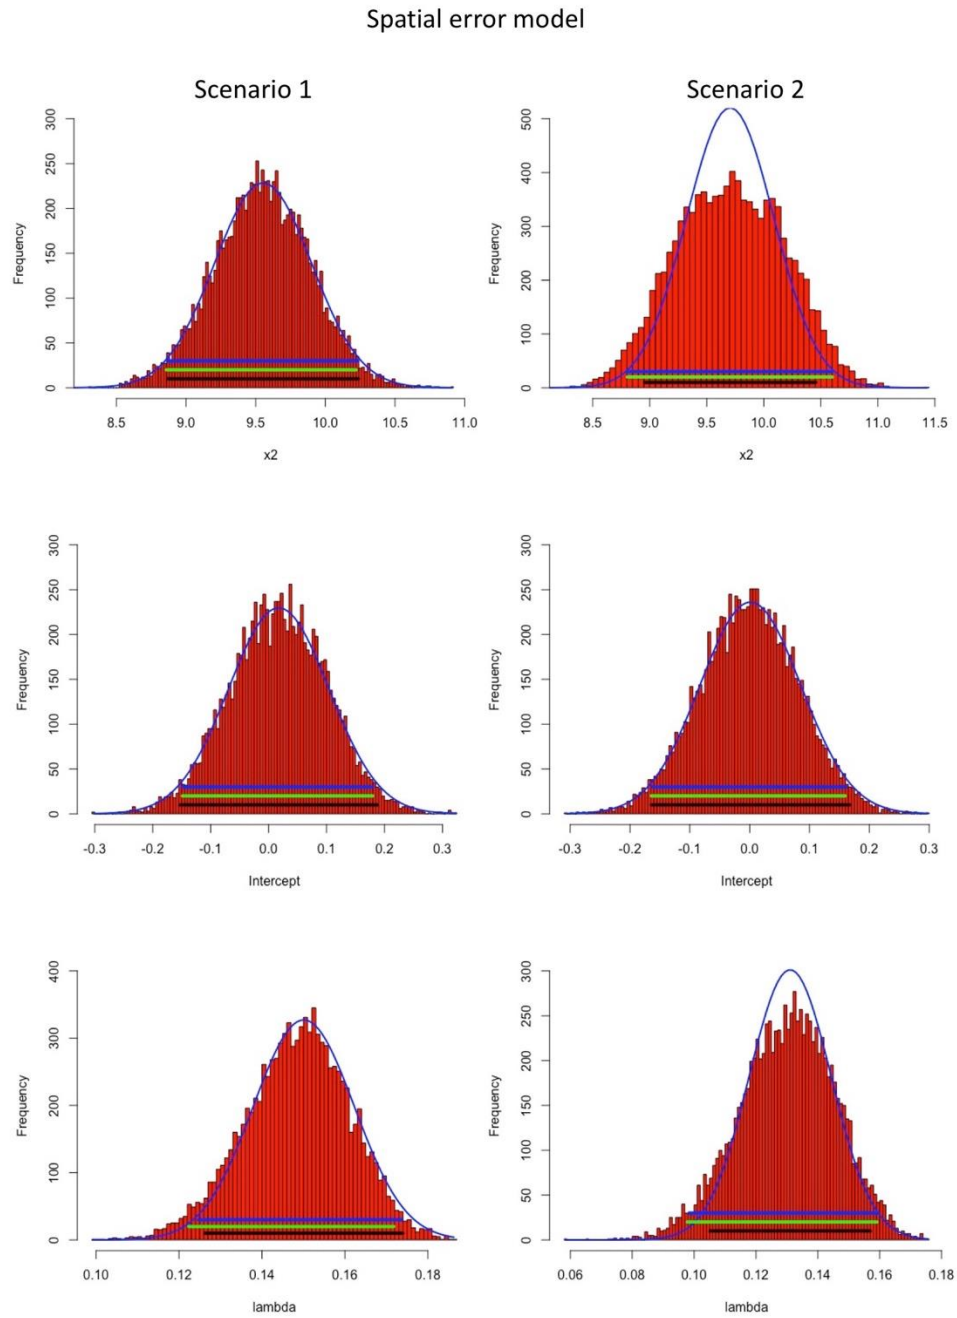 Spatial error model
Scenario 1
Scenario 2
Frequency
0 50 100 150 200 250 300
8.5 9.0 9.5 10.0 10.5 11.0
x2
Frequency
0 100 200 300 400 500
8.5 9.0 9.5 10.0 10.5 11.0 11.5
x2
Frequency
0 50 100 150 200 250 300
-0.3 -0.2 -0.1 0.0 0.1 0.2 0.3
Intercept
Frequency
0 50 100 150 200 250 300
-0.3 -0.2 -0.1 0.0 0.1 0.2 0.3
Intercept
Frequency
0 100 200 300 400
0.10 0.12 0.14 0.16 0.18
lambda
Frequency
0 50 100 150 200 250 300
0.06 0.08 0.10 0.12 0.14 0.16 0.18
lambda